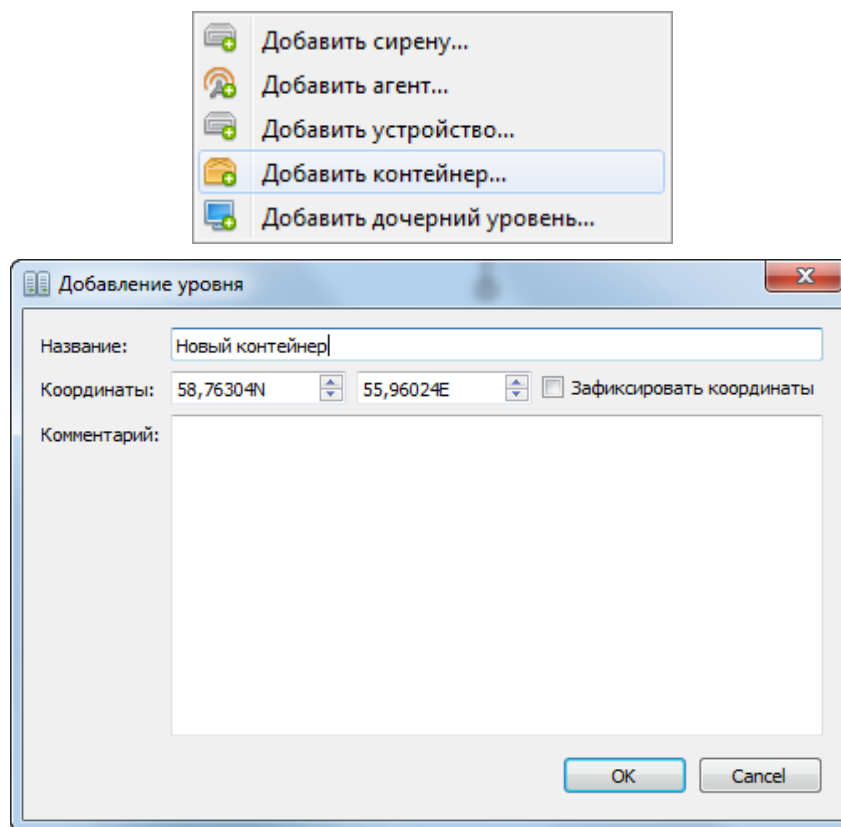 Добавить сирену...
Добавить агент...
Добавить устройство...
Добавить контейнер...
Добавить дочерний уровень...
Добавление уровня
Название: Новый контейнер
Координаты: 58,76304N 55,96024E Зафиксировать координаты
Комментарий:
OK Cancel